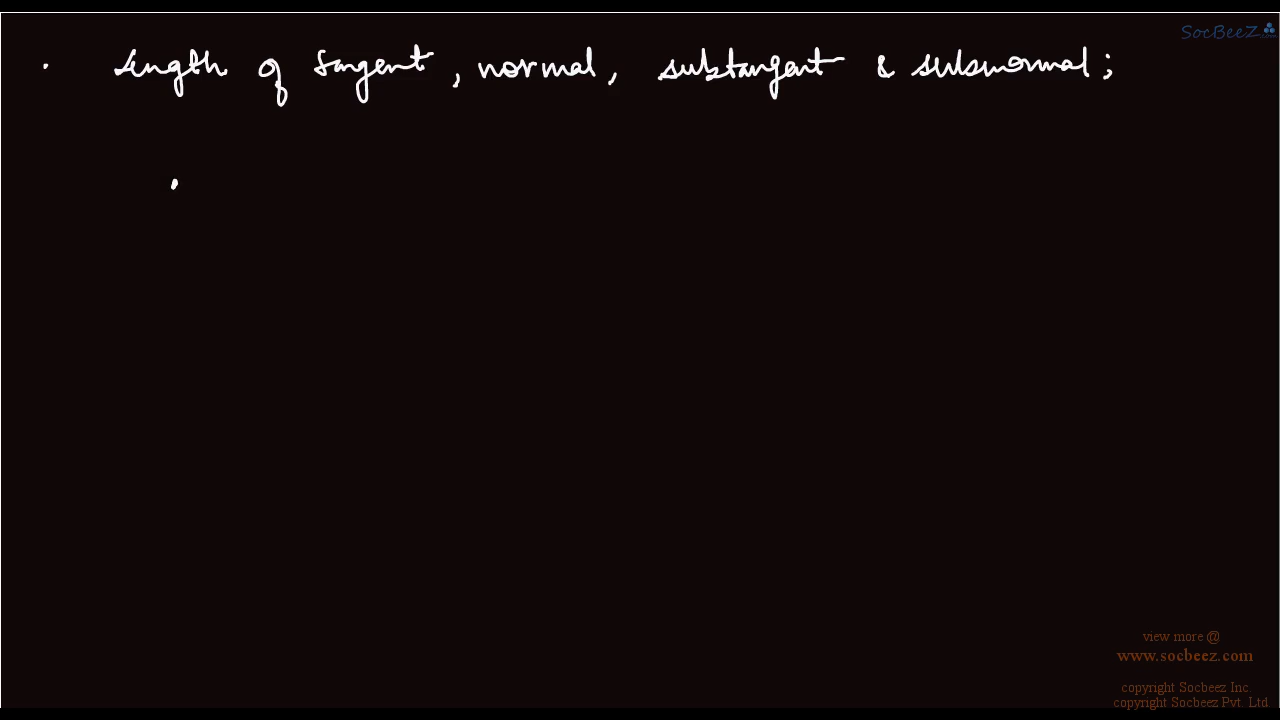 SocBeeZ.com
· length of tangent, normal, subtangent & subnormal;
view more @
www.socbeez.com
copyright Socbeez Inc.
copyright Socbeez Pvt. Ltd.